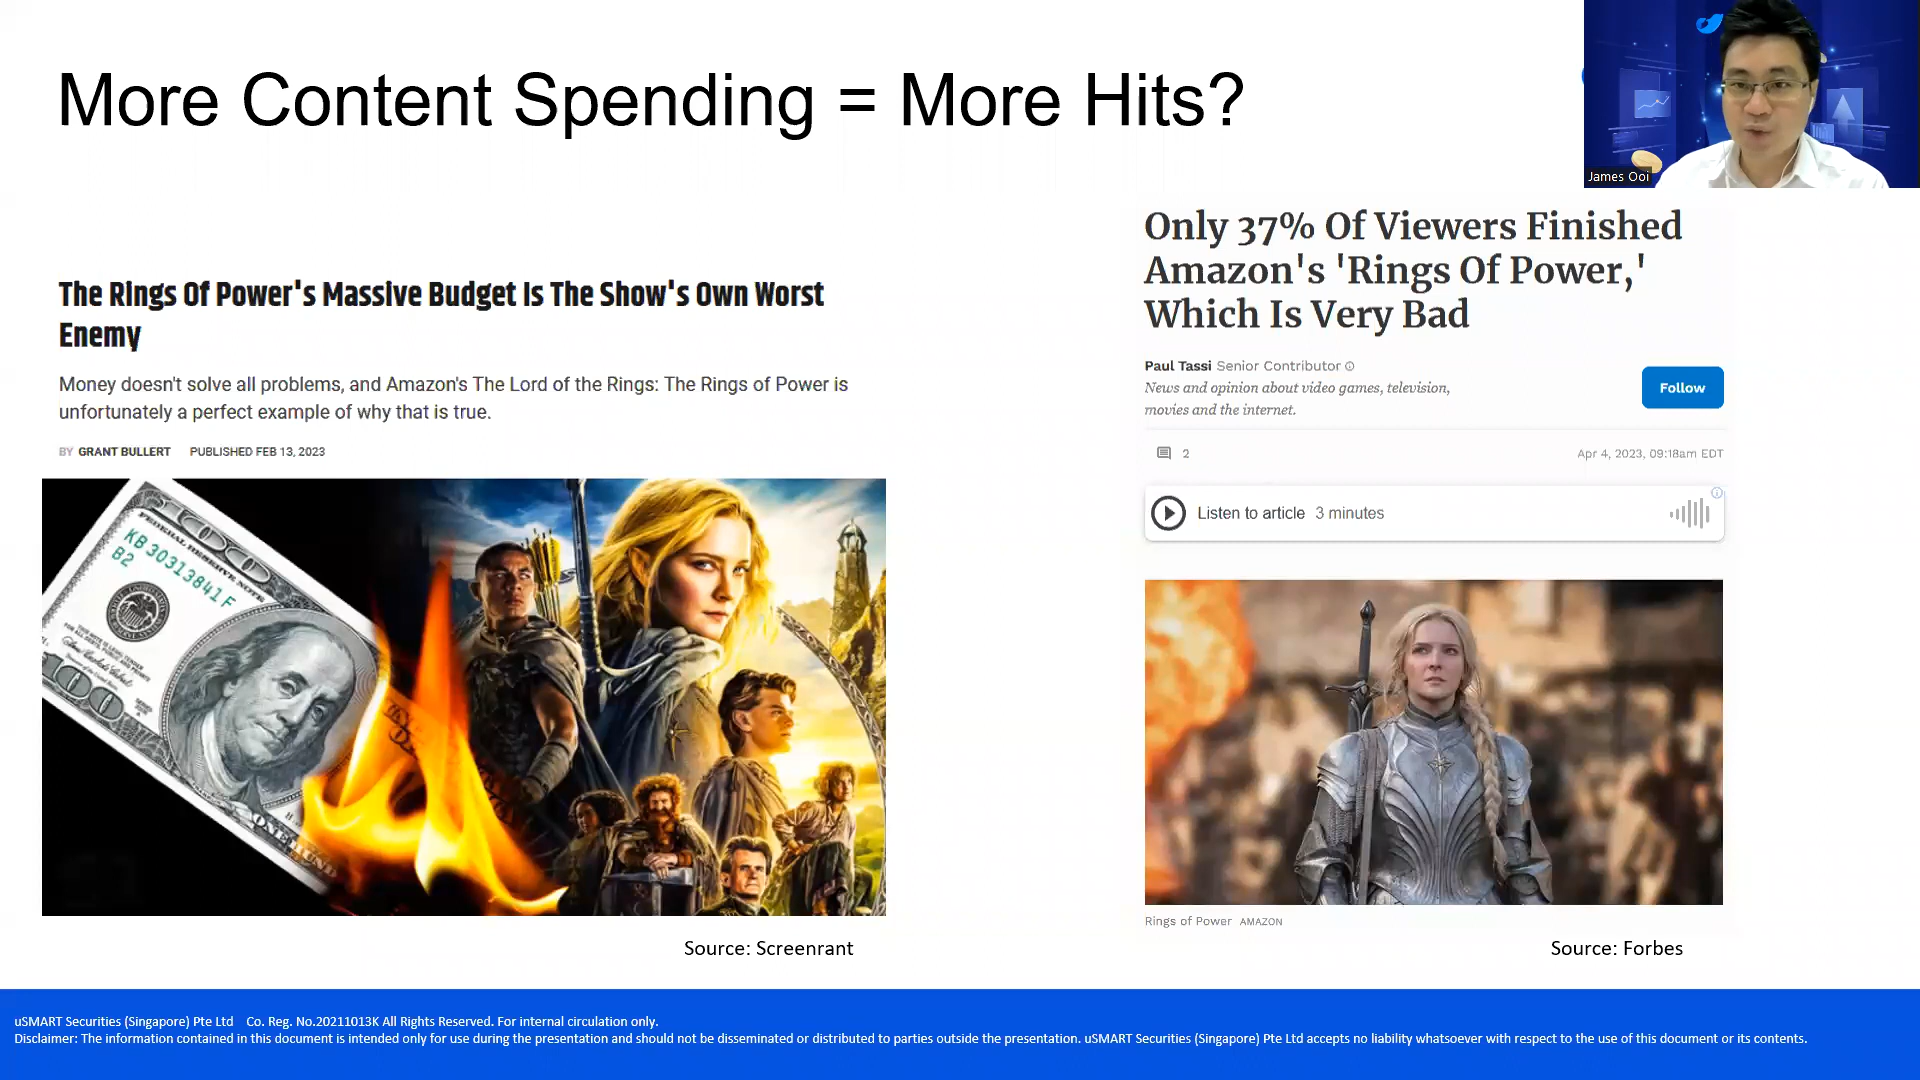 More Content Spending = More Hits?
James Ooi
The Rings Of Power's Massive Budget Is The Show's Own Worst
Enemy
Money doesn't solve all problems, and Amazon's The Lord of the Rings: The Rings of Power is
unfortunately a perfect example of why that is true.
BY GRANT BULLERT PUBLISHED FEB 13, 2023
FEDERAL RESERVE NOTE
KB 30313841 F
B2
100
Source: Screenrant
Only 37% Of Viewers Finished
Amazon's 'Rings Of Power,'
Which Is Very Bad
Paul Tassi Senior Contributor
News and opinion about video games, television,
movies and the internet.
Follow
2
Apr 4, 2023, 09:18am EDT
Listen to article 3 minutes
Rings of Power AMAZON
Source: Forbes
uSMART Securities (Singapore) Pte Ltd Co. Reg. No.20211013K All Rights Reserved. For internal circulation only.
Disclaimer: The information contained in this document is intended only for use during the presentation and should not be disseminated or distributed to parties outside the presentation. uSMART Securities (Singapore) Pte Ltd accepts no liability whatsoever with respect to the use of this document or its contents.